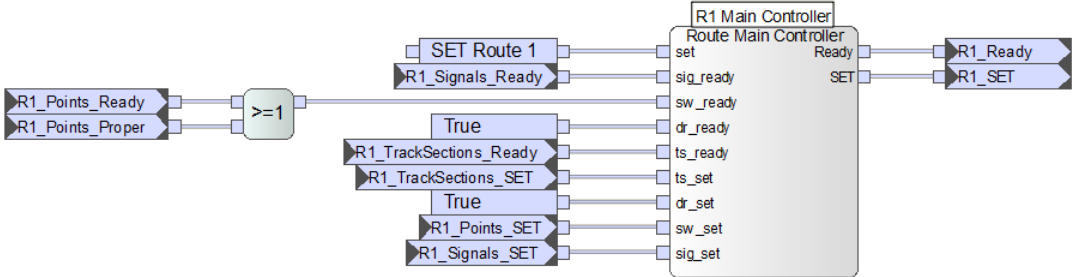 R1 Main Controller
Route Main Controller
SET Route 1
set
Ready
R1_Ready
R1_Signals_Ready
sig_ready
SET
R1_SET
R1_Points_Ready
>=1
sw_ready
R1_Points_Proper
True
dr_ready
R1_TrackSections_Ready
ts_ready
R1_TrackSections_SET
ts_set
True
dr_set
R1_Points_SET
sw_set
R1_Signals_SET
sig_set